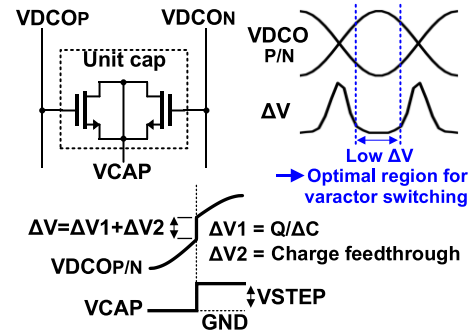 VDCOP VDCON
Unit cap
VCAP
VDCO
P/N
ΔV
Low ΔV
Optimal region for
varactor switching
ΔV=ΔV1+ΔV2
ΔV1 = Q/ΔC
ΔV2 = Charge feedthrough
VDCOP/N
VCAP
VSTEP
GND